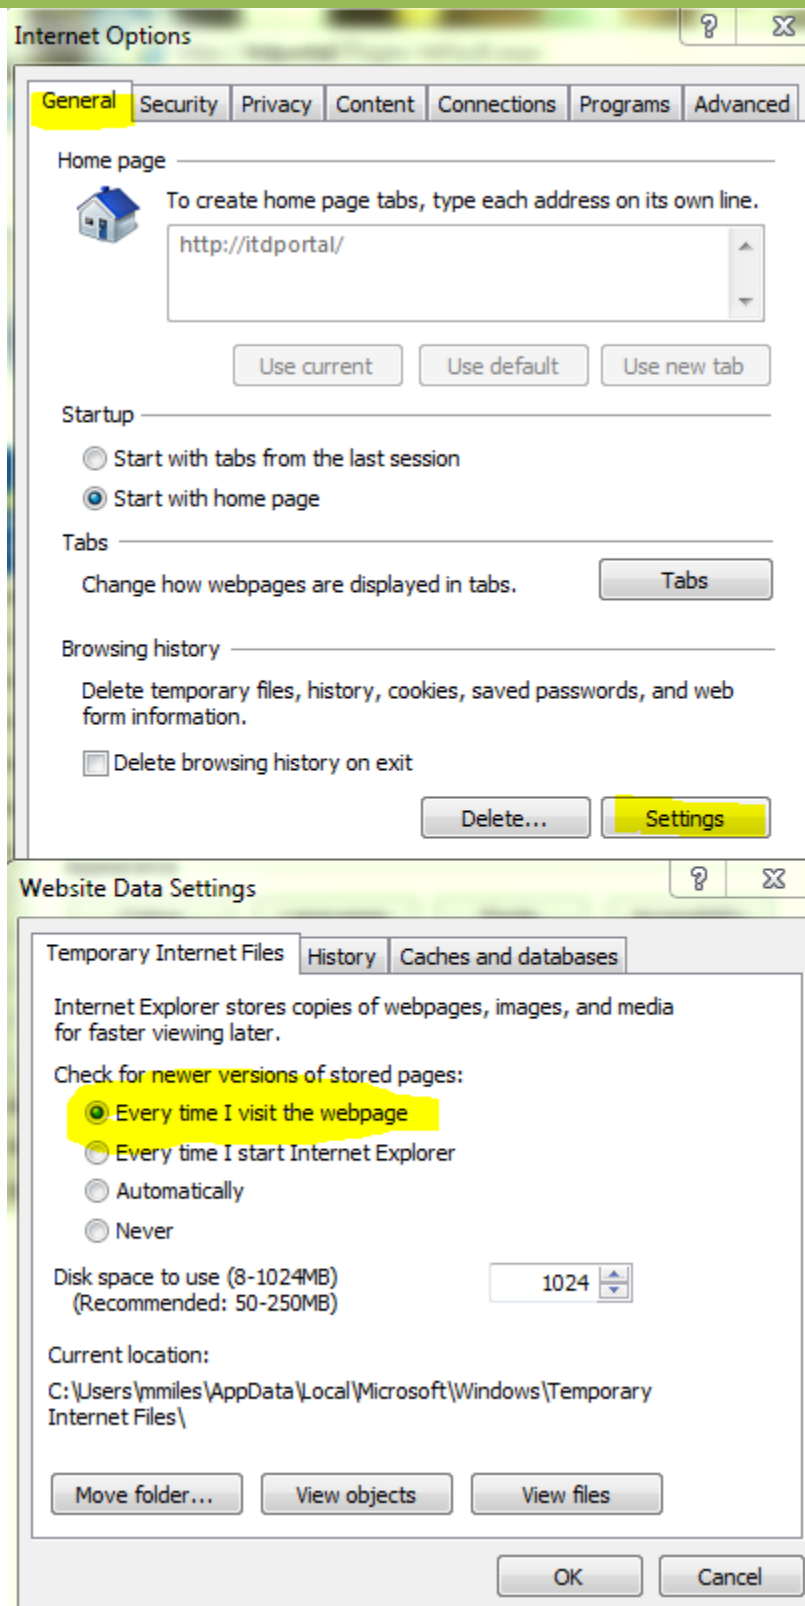 Internet Options
General Security Privacy Content Connections Programs Advanced
Home page
To create home page tabs, type each address on its own line.
http://itdportal/
Use current Use default Use new tab
Startup
Start with tabs from the last session
Start with home page
Tabs
Change how webpages are displayed in tabs. Tabs
Browsing history
Delete temporary files, history, cookies, saved passwords, and web
form information.
Delete browsing history on exit
Delete... Settings
Website Data Settings
Temporary Internet Files History Caches and databases
Internet Explorer stores copies of webpages, images, and media
for faster viewing later.
Check for newer versions of stored pages:
Every time I visit the webpage
Every time I start Internet Explorer
Automatically
Never
Disk space to use (8-1024MB) 1024
(Recommended: 50-250MB)
Current location:
C:\Users\mmiles\AppData\Local\Microsoft\Windows\Temporary
Internet Files\
Move folder... View objects View files
OK Cancel